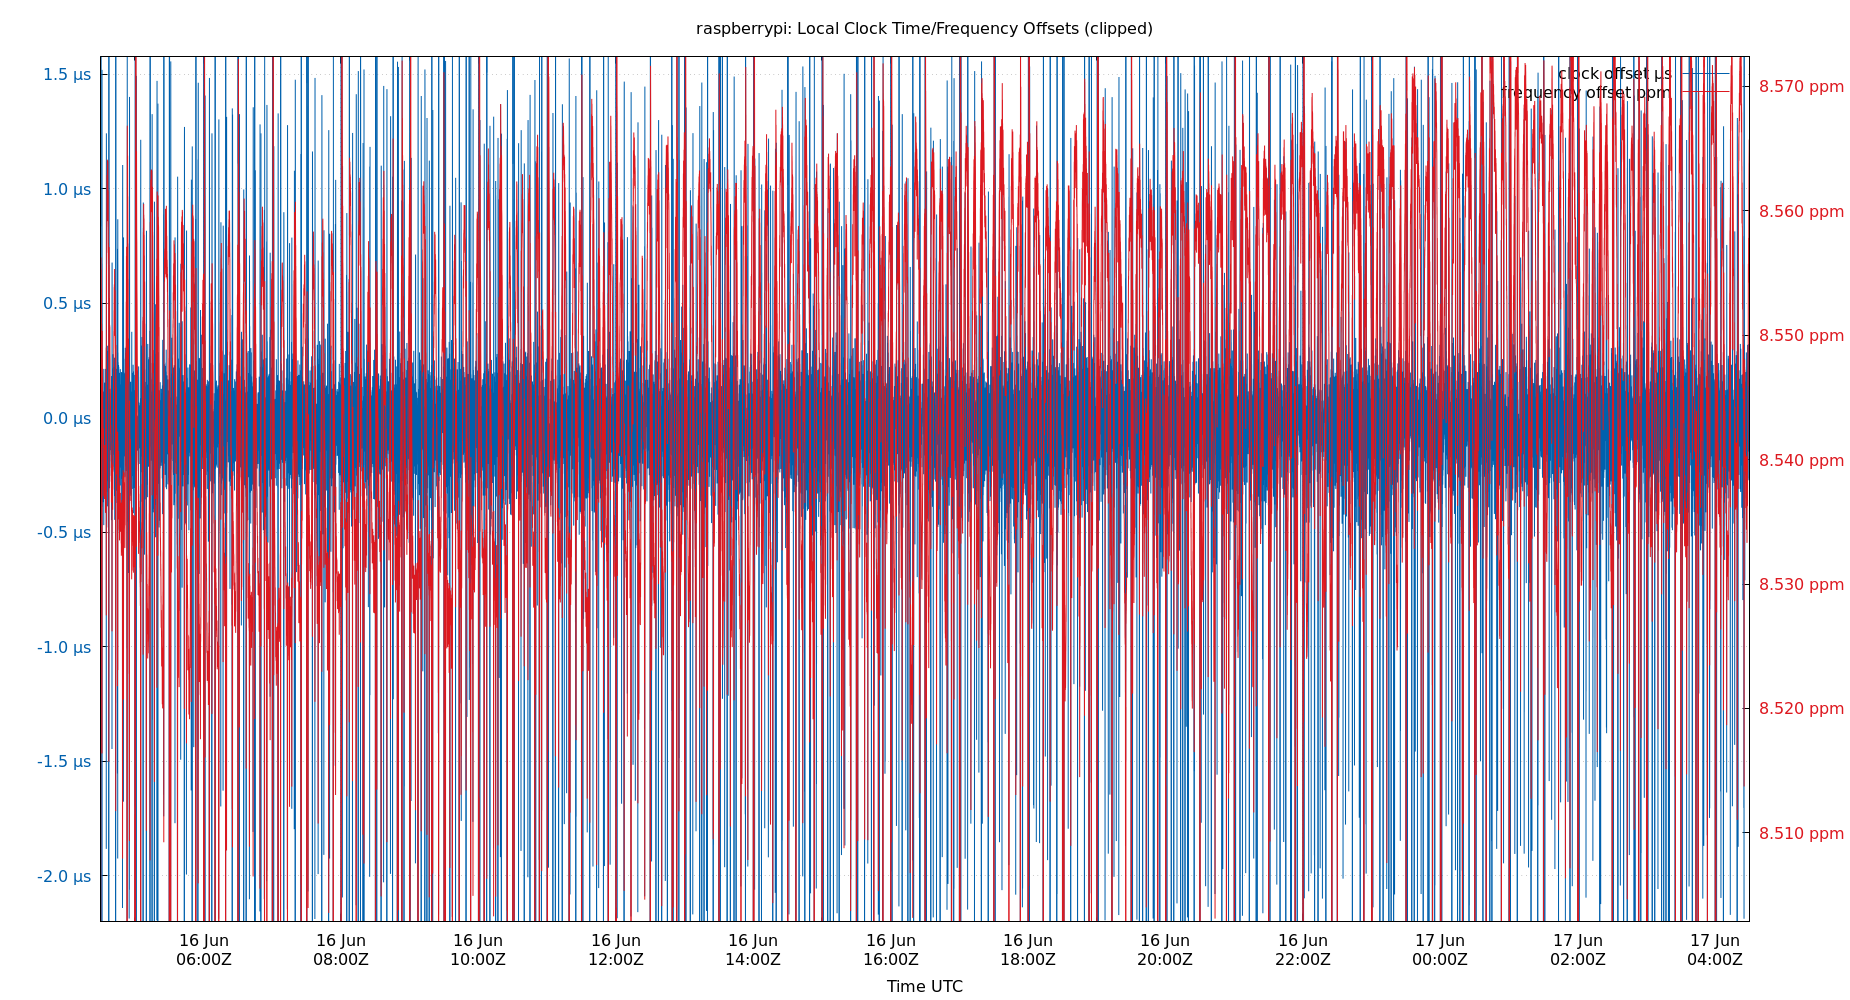 raspberrypi: Local Clock Time/Frequency Offsets (clipped)
clock offset µs
frequency offset ppm
1.5 µs
1.0 µs
0.5 µs
0.0 µs
-0.5 µs
-1.0 µs
-1.5 µs
-2.0 µs
8.570 ppm
8.560 ppm
8.550 ppm
8.540 ppm
8.530 ppm
8.520 ppm
8.510 ppm
16 Jun 16 Jun 16 Jun 16 Jun 16 Jun 16 Jun 16 Jun 16 Jun 16 Jun 17 Jun 17 Jun 17 Jun
06:00Z 08:00Z 10:00Z 12:00Z 14:00Z 16:00Z 18:00Z 20:00Z 22:00Z 00:00Z 02:00Z 04:00Z
Time UTC